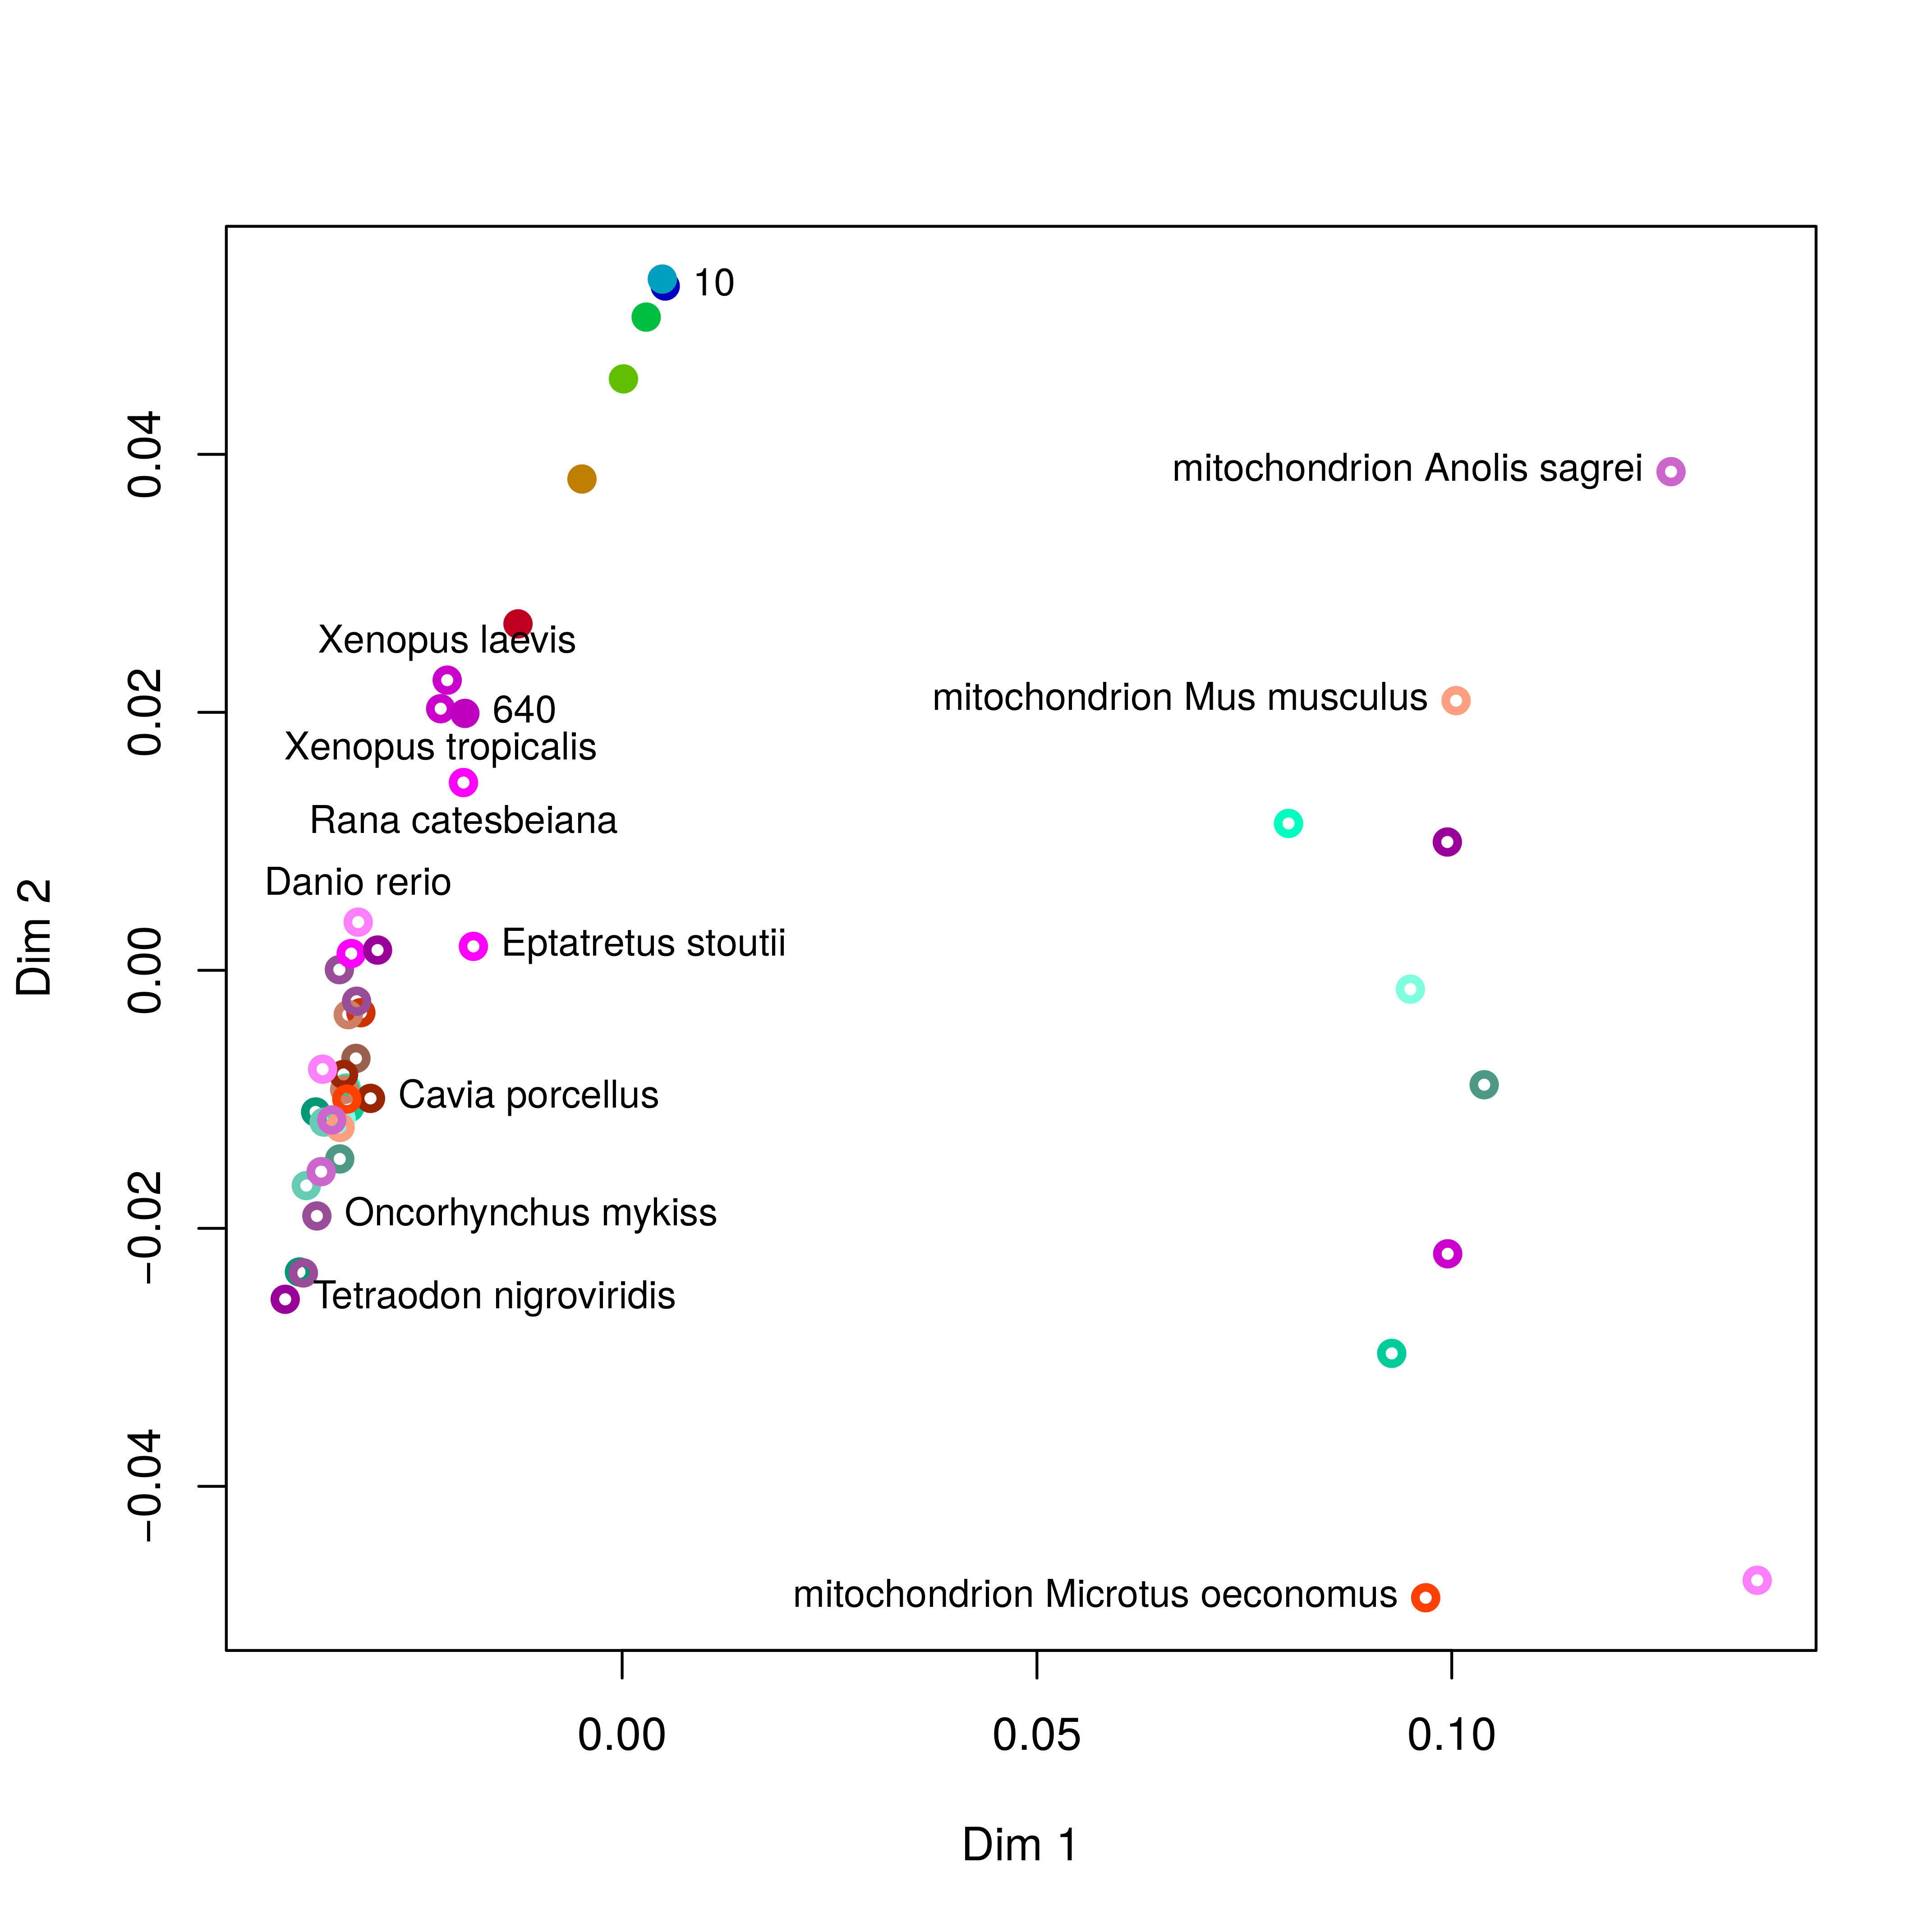 10
0.04
mitochondrion Anolis sagrei
Xenopus laevis
mitochondrion Mus musculus
640
0.02
Xenopus tropicalis
Rana catesbeiana
Danio rerio
Dim 2
Eptatretus stoutii
0.00
Cavia porcellus
Oncorhynchus mykiss
−0.02
Tetraodon nigroviridis
−0.04
mitochondrion Microtus oeconomus
0.00 0.05 0.10
Dim 1